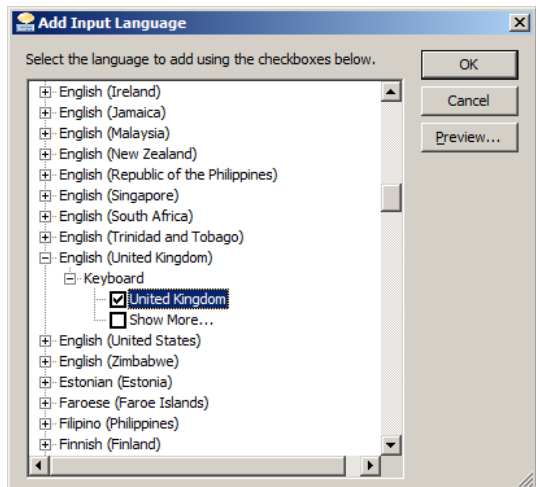 Add Input Language
Select the language to add using the checkboxes below.
OK
Cancel
Preview...
English (Ireland)
English (Jamaica)
English (Malaysia)
English (New Zealand)
English (Republic of the Philippines)
English (Singapore)
English (South Africa)
English (Trinidad and Tobago)
English (United Kingdom)
Keyboard
United Kingdom
Show More...
English (United States)
English (Zimbabwe)
Estonian (Estonia)
Faroese (Faroe Islands)
Filipino (Philippines)
Finnish (Finland)